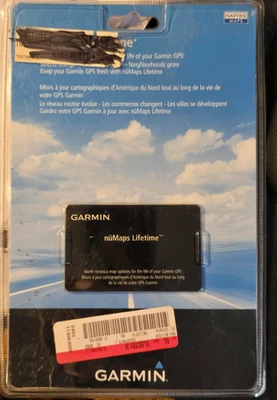 NAVTEQ
MAPS
me™
life of your Garmin GPS
Neighborhoods grow
Keep your Garmin GPS fresh with nüMaps Lifetime
Mises à jour cartographiques d'Amérique du Nord tout au long de la vie de
votre GPS Garmin
Le réseau routier évolue - Les commerces changent - Les villes se développent
Gardez votre GPS Garmin à jour avec nüMaps Lifetime
GARMIN
nüMaps Lifetime™
North America map updates for the life of your Garmin GPS.
Mises à jour cartographiques d'Amérique du Nord tout au long
de la vie de votre GPS Garmin
GARMIN